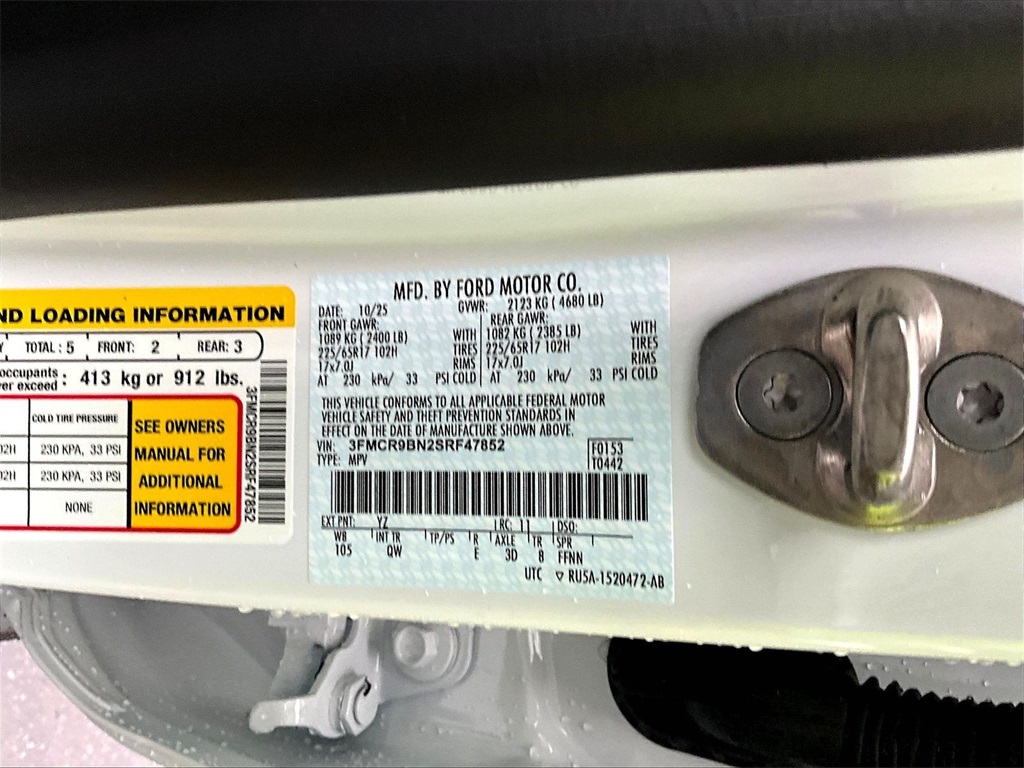 ND LOADING INFORMATION
TOTAL : 5 FRONT: 2 REAR: 3
occupants
er exceed : 413 kg or 912 lbs.
COLD TIRE PRESSURE
02H 230 KPA, 33 PSI
02H 230 KPA, 33 PSI
NONE
SEE OWNERS
MANUAL FOR
ADDITIONAL
INFORMATION
3FMCR9BN2SRF47852
MFD. BY FORD MOTOR CO.
DATE: 10/25 GVWR: 2123 KG ( 4680 LB)
FRONT GAWR: REAR GAWR:
1089 KG ( 2400 LB) WITH 1082 KG ( 2385 LB) WITH
225/65R17 102H TIRES 225/65R17 102H TIRES
17x7.0J RIMS 17x7.0J RIMS
AT 230 kPa/ 33 PSI COLD AT 230 kPa/ 33 PSI COLD
THIS VEHICLE CONFORMS TO ALL APPLICABLE FEDERAL MOTOR
VEHICLE SAFETY AND THEFT PREVENTION STANDARDS IN
EFFECT ON THE DATE OF MANUFACTURE SHOWN ABOVE.
VIN: 3FMCR9BN2SRF47852 F0153
TYPE: MPV T0442
EXT PNT: YZ RC: 11 DSO:
WB INT TR TP/PS R AXLE TR SPR
105 QW E 3D 8 FFNN
UTC ▽ RU5A-1520472-AB